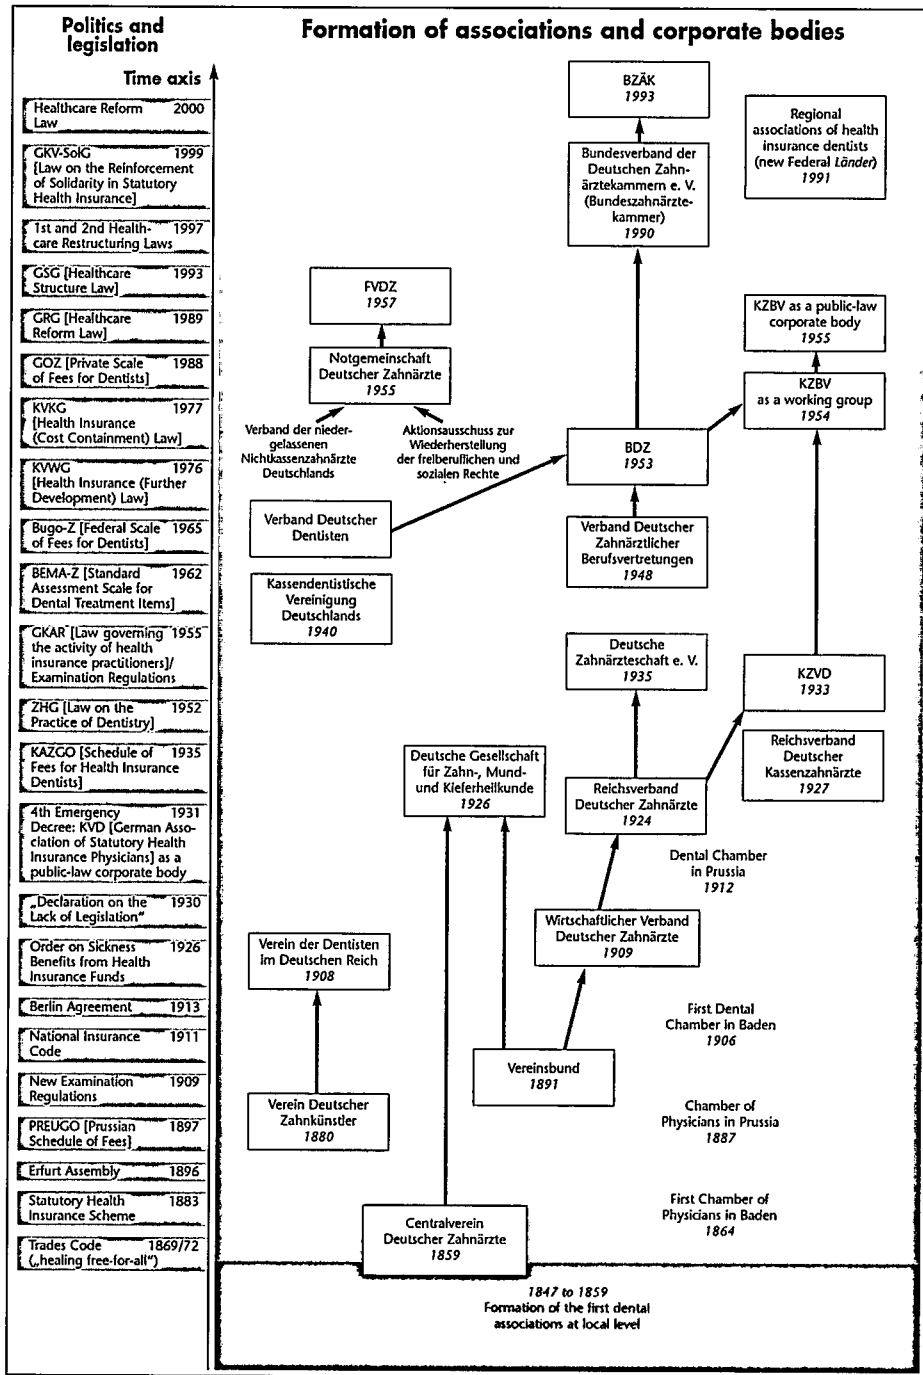 Politics and
legislation
Formation of associations and corporate bodies
Time axis
Healthcare Reform 2000
Law
GKV-SolG 1999
[Law on the Reinforcement
of Solidarity in Statutory
Health Insurance]
1st and 2nd Health- 1997
care Restructuring Laws
GSG [Healthcare 1993
Structure Law]
GRG [Healthcare 1989
Reform Law]
GOZ [Private Scale 1988
of Fees for Dentists]
KVKG 1977
[Health Insurance
(Cost Containment) Law]
KVWG 1976
[Health Insurance (Further
Development) Law]
Bugo-Z [Federal Scale 1965
of Fees for Dentists]
BEMA-Z [Standard 1962
Assessment Scale for
Dental Treatment Items]
GKAR [Law governing 1955
the activity of health
insurance practitioners]/
Examination Regulations
ZHG [Law on the 1952
Practice of Dentistry]
KAZGO [Schedule of 1935
Fees for Health Insurance
Dentists]
4th Emergency 1931
Decree: KVD [German Asso-
ciation of Statutory Health
Insurance Physicians] as a
public-law corporate body
„Declaration on the 1930
Lack of Legislation"
Order on Sickness 1926
Benefits from Health
Insurance Funds
Berlin Agreement 1913
National Insurance 1911
Code
New Examination 1909
Regulations
PREUGO [Prussian 1897
Schedule of Fees]
Erfurt Assembly 1896
Statutory Health 1883
Insurance Scheme
Trades Code 1869/72
(„healing free-for-all")
BZÄK
1993
Regional
associations of health
insurance dentists
(new Federal Länder)
1991
Bundesverband der
Deutschen Zahn-
ärztekammern e. V.
(Bundeszahnärzte-
kammer)
1990
FVDZ
1957
KZBV as a public-law
corporate body
1955
Notgemeinschaft
Deutscher Zahnärzte
1955
KZBV
as a working group
1954
Verband der nieder-
gelassenen
Nichtkassenzahnärzte
Deutschlands
Aktionsausschuss zur
Wiederherstellung
der freiberuflichen und
sozialen Rechte
BDZ
1953
Verband Deutscher
Dentisten
Verband Deutscher
Zahnärztlicher
Berufsvertretungen
1948
Kassendentistische
Vereinigung
Deutschlands
1940
Deutsche
Zahnärzteschaft e. V.
1935
KZVD
1933
Reichsverband
Deutscher
Kassenzahnärzte
1927
Deutsche Gesellschaft
für Zahn-, Mund-
und Kieferheilkunde
1926
Reichsverband
Deutscher Zahnärzte
1924
Dental Chamber
in Prussia
1912
Wirtschaftlicher Verband
Deutscher Zahnärzte
1909
Verein der Dentisten
im Deutschen Reich
1908
First Dental
Chamber in Baden
1906
Vereinsbund
1891
Verein Deutscher
Zahnkünstler
1880
Chamber of
Physicians in Prussia
1887
First Chamber of
Physicians in Baden
1864
Centralverein
Deutscher Zahnärzte
1859
1847 to 1859
Formation of the first dental
associations at local level